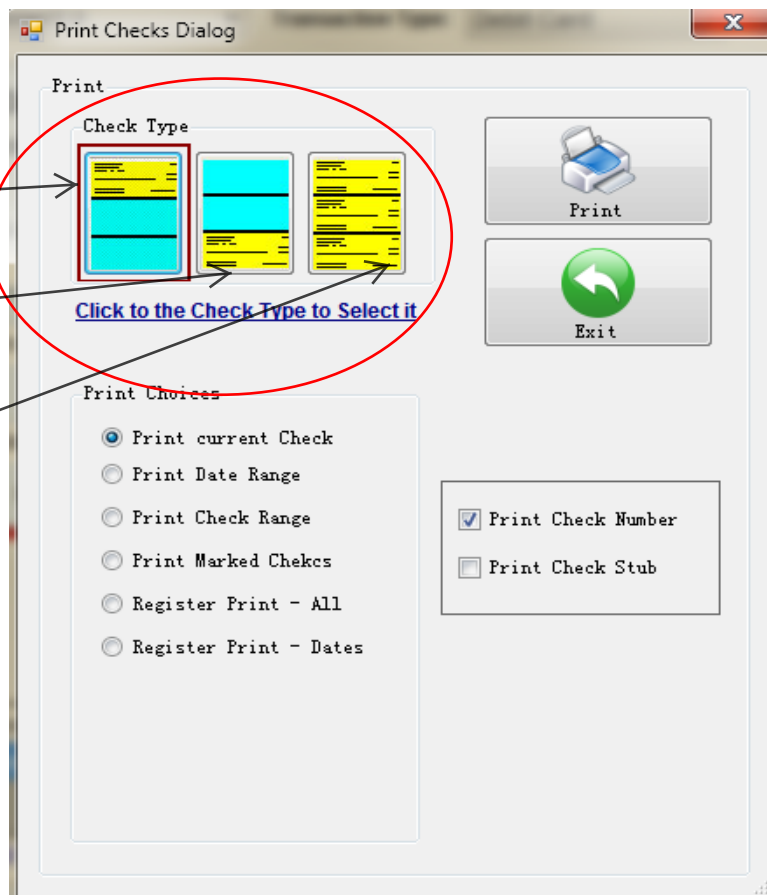 Print Checks Dialog
Print
Check Type
Click to the Check Type to Select it
Print
Exit
Print Choices
Print current Check
Print Date Range
Print Check Range
Print Marked Chekcs
Register Print - All
Register Print - Dates
Print Check Number
Print Check Stub